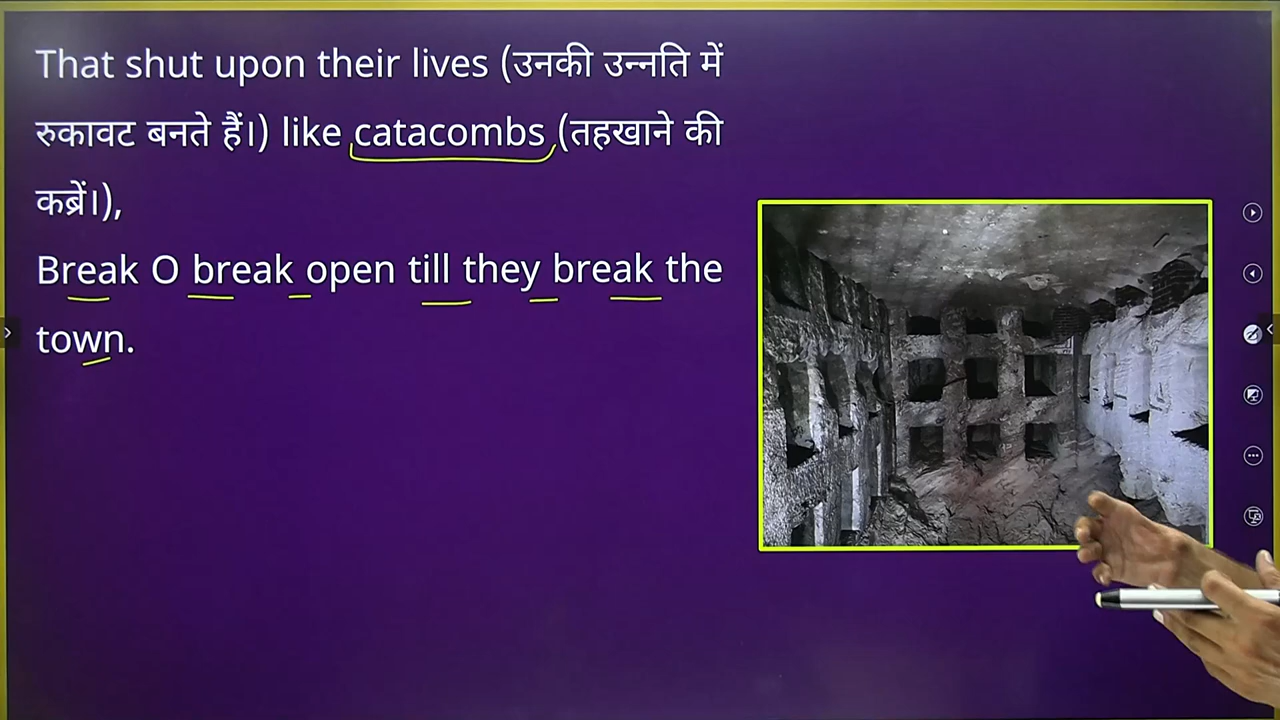 That shut upon their lives (उनकी उन्नति में
रुकावट बनते हैं।) like catacombs (तहखाने की
कब्रें।),
Break O break open till they break the
town.